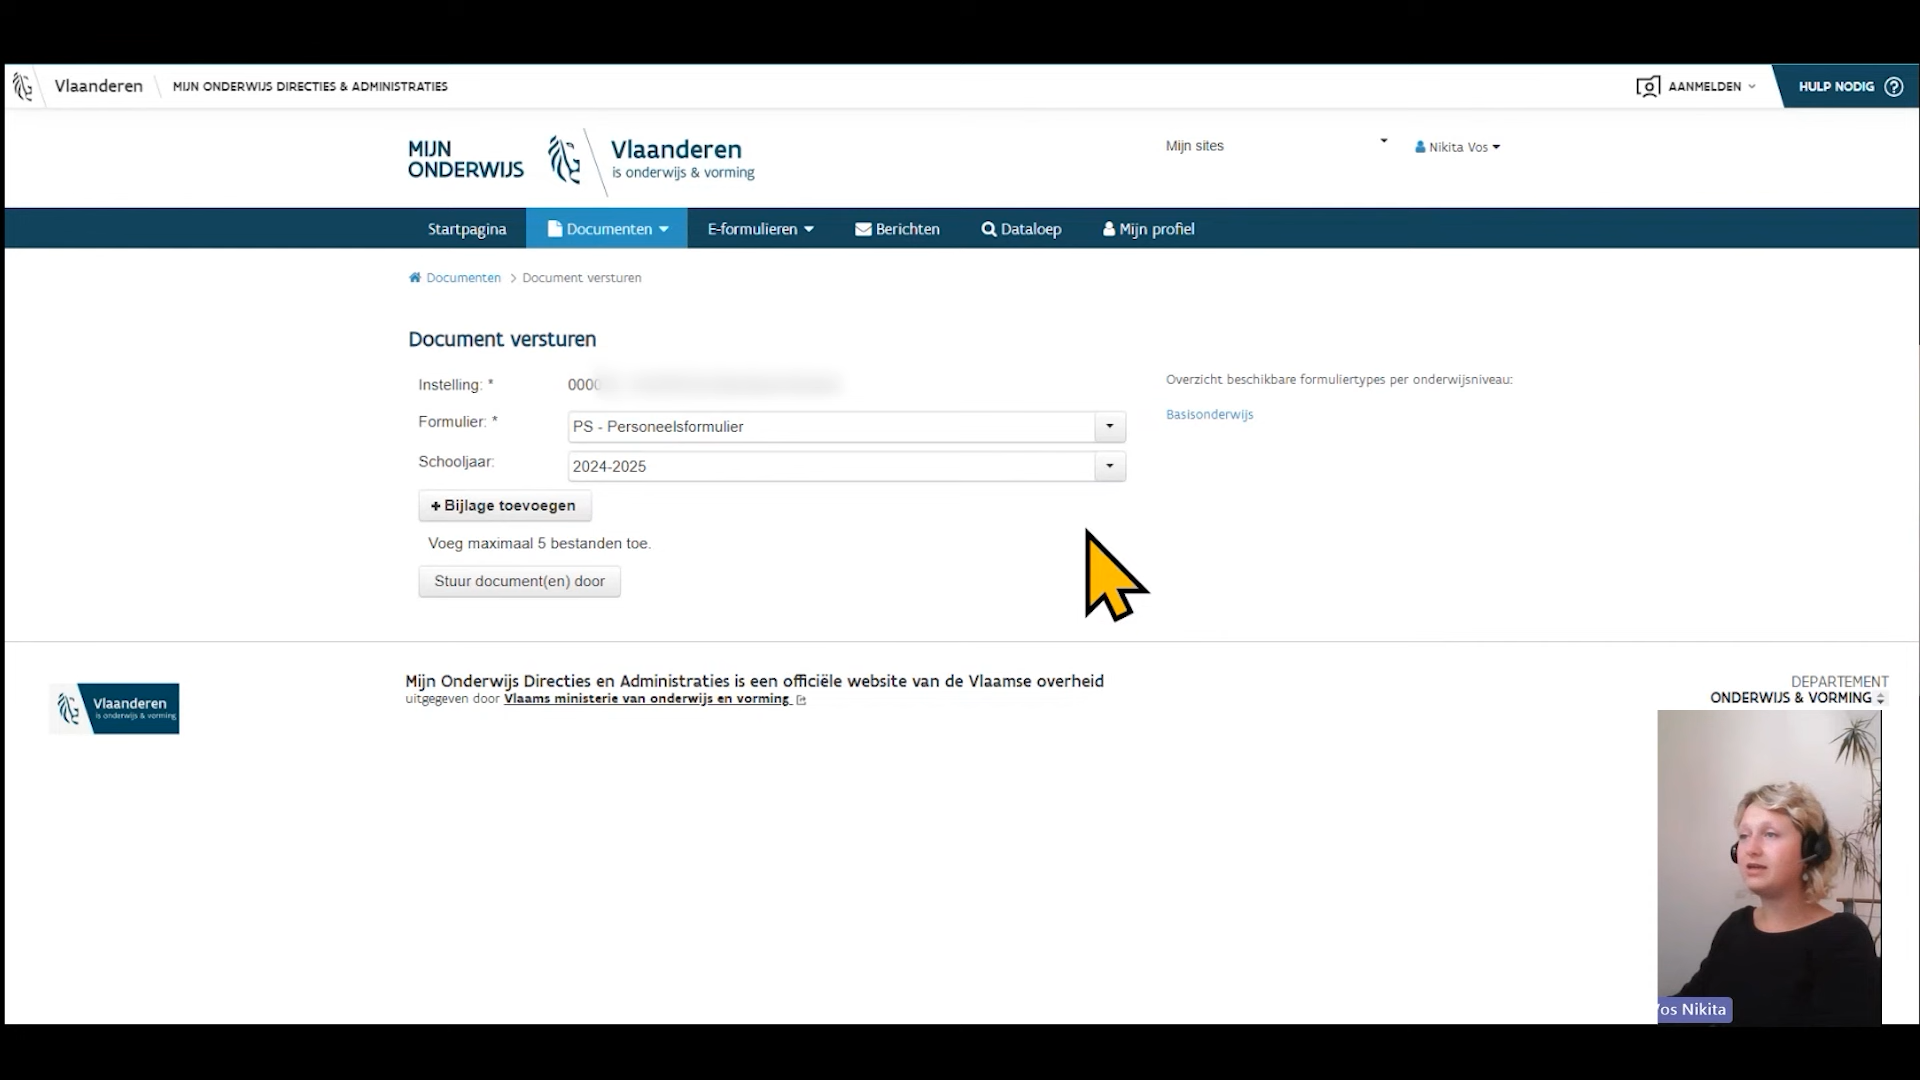 Vlaanderen
MIJN ONDERWIJS DIRECTIES & ADMINISTRATIES
AANMELDEN
HULP NODIG
MIJN
ONDERWIJS
Vlaanderen
is onderwijs & vorming
Mijn sites
Nikita Vos
Startpagina
Documenten
E-formulieren
Berichten
Dataloep
Mijn profiel
Documenten > Document versturen
Document versturen
Instelling: * 000
Overzicht beschikbare formuliertypes per onderwijsniveau:
Formulier: * PS - Personeelsformulier
Basisonderwijs
Schooljaar: 2024-2025
+ Bijlage toevoegen
Voeg maximaal 5 bestanden toe.
Stuur document(en) door
Vlaanderen
is onderwijs & vorming
Mijn Onderwijs Directies en Administraties is een officiële website van de Vlaamse overheid
uitgegeven door Vlaams ministerie van onderwijs en vorming
DEPARTEMENT
ONDERWIJS & VORMING
Vos Nikita